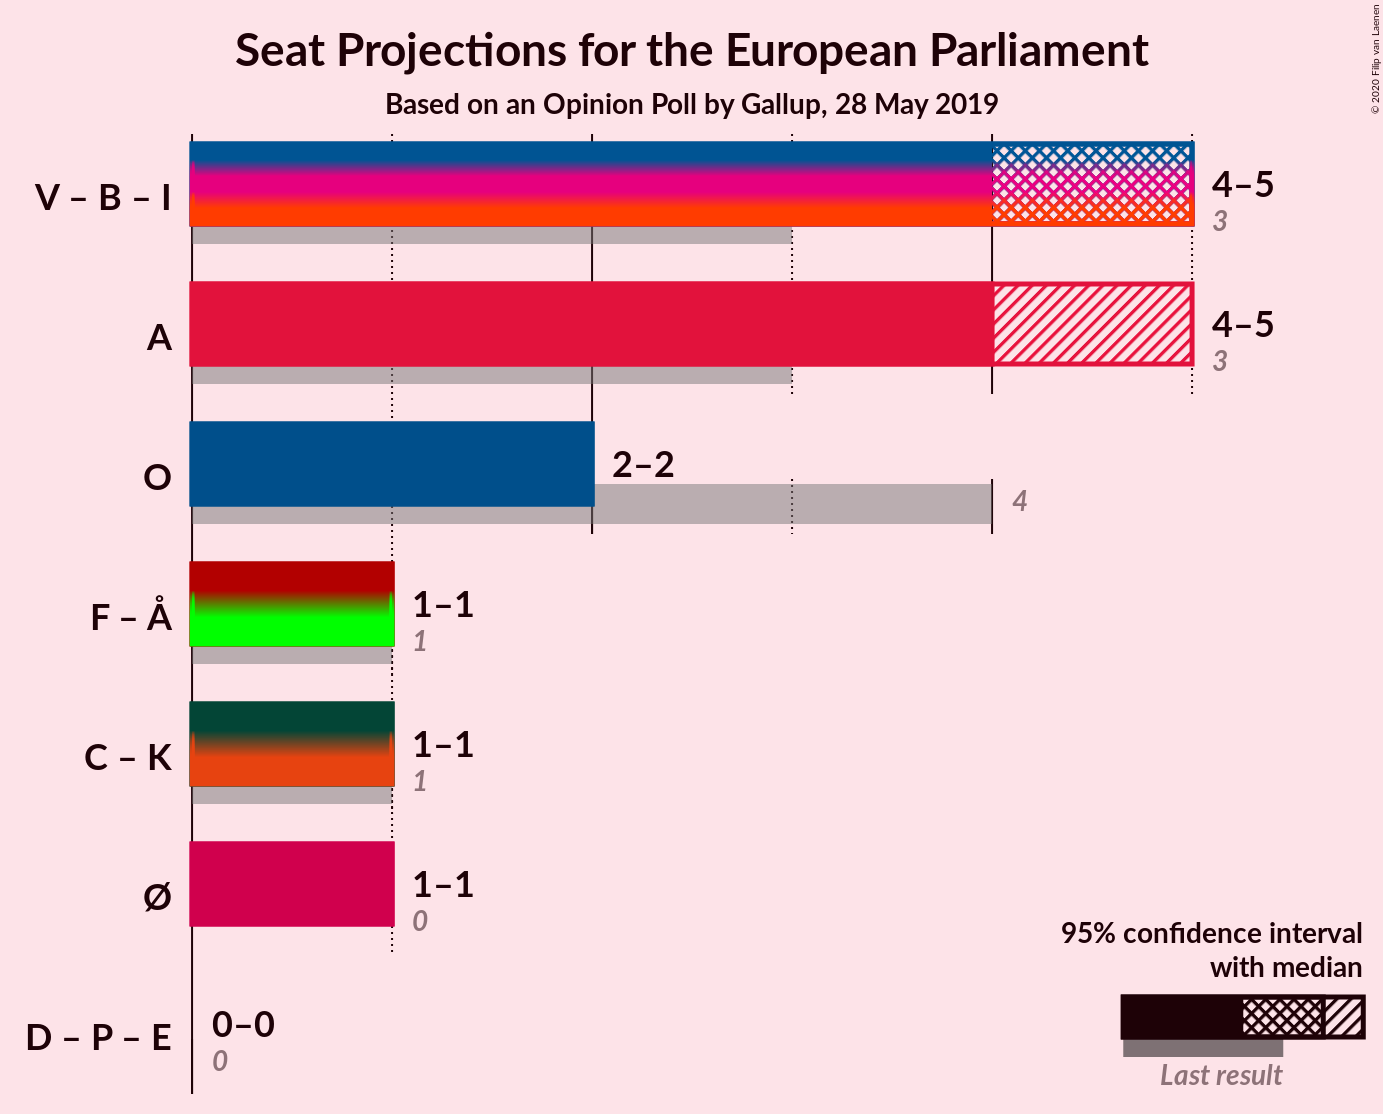 Seat Projections for the European Parliament
Based on an Opinion Poll by Gallup, 28 May 2019
© 2020 Filip van Laenen
V – B – I
4–5
3
A
4–5
3
O
2–2
4
F – Å
1–1
1
C – K
1–1
1
Ø
1–1
0
D – P – E
0–0
0
95% confidence interval
with median
Last result